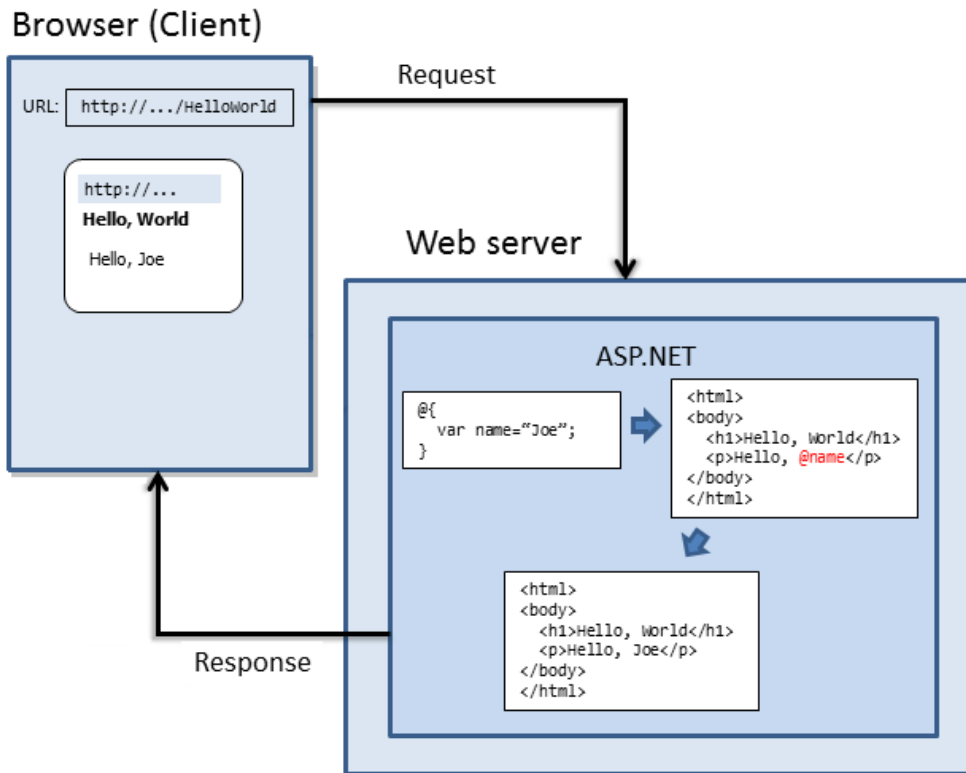 Browser (Client)
Request
URL: http://.../HelloWorld
http://...
Hello, World
Hello, Joe
Web server
ASP.NET
@{
var name=“Joe”;
}
<html>
<body>
<h1>Hello, World</h1>
<p>Hello, @name</p>
</body>
</html>
<html>
<body>
<h1>Hello, World</h1>
<p>Hello, Joe</p>
</body>
</html>
Response